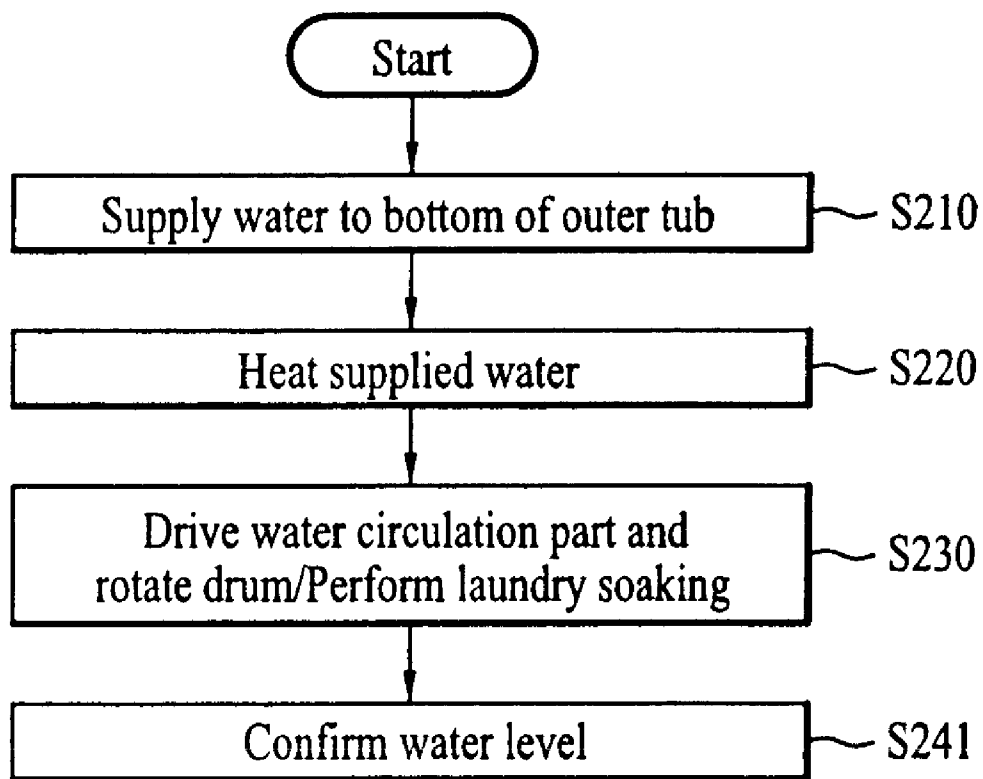 Start
Supply water to bottom of outer tub
S210
Heat supplied water
S220
Drive water circulation part and
rotate drum/Perform laundry soaking
S230
Confirm water level
S241